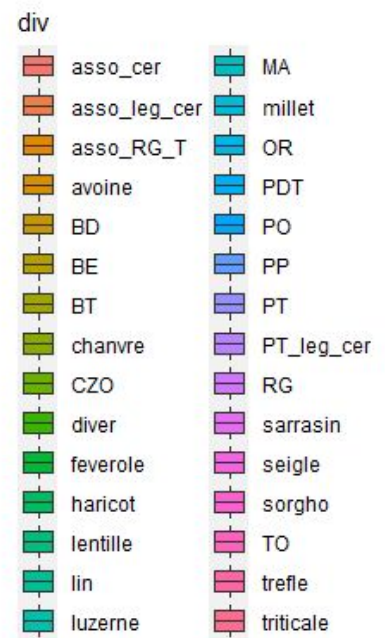 div
asso_cer
asso_leg_cer
asso_RG_T
avoine
BD
BE
BT
chanvre
CZO
diver
feverole
haricot
lentille
lin
luzerne
MA
millet
OR
PDT
PO
PP
PT
PT_leg_cer
RG
sarrasin
seigle
sorgho
TO
trefle
triticale